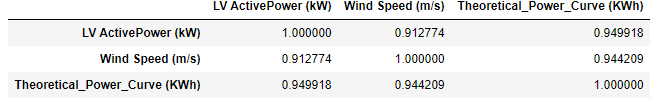 LV ActivePower (kW) Wind Speed (m/s) Theoretical_Power_Curve (KWh)
LV ActivePower (kW) 1.000000 0.912774 0.949918
Wind Speed (m/s) 0.912774 1.000000 0.944209
Theoretical_Power_Curve (KWh) 0.949918 0.944209 1.000000